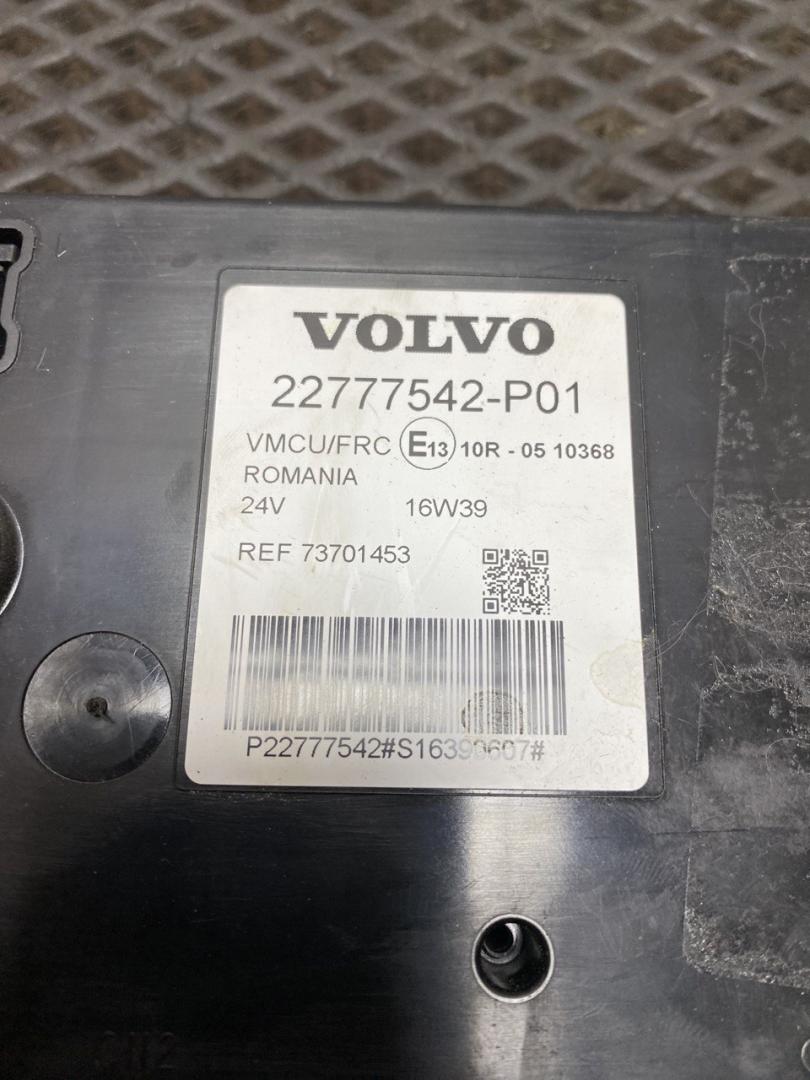 VOLVO
22777542-P01
VMCU/FRC E13 10R - 05 10368
ROMANIA
24V 16W39
REF 73701453